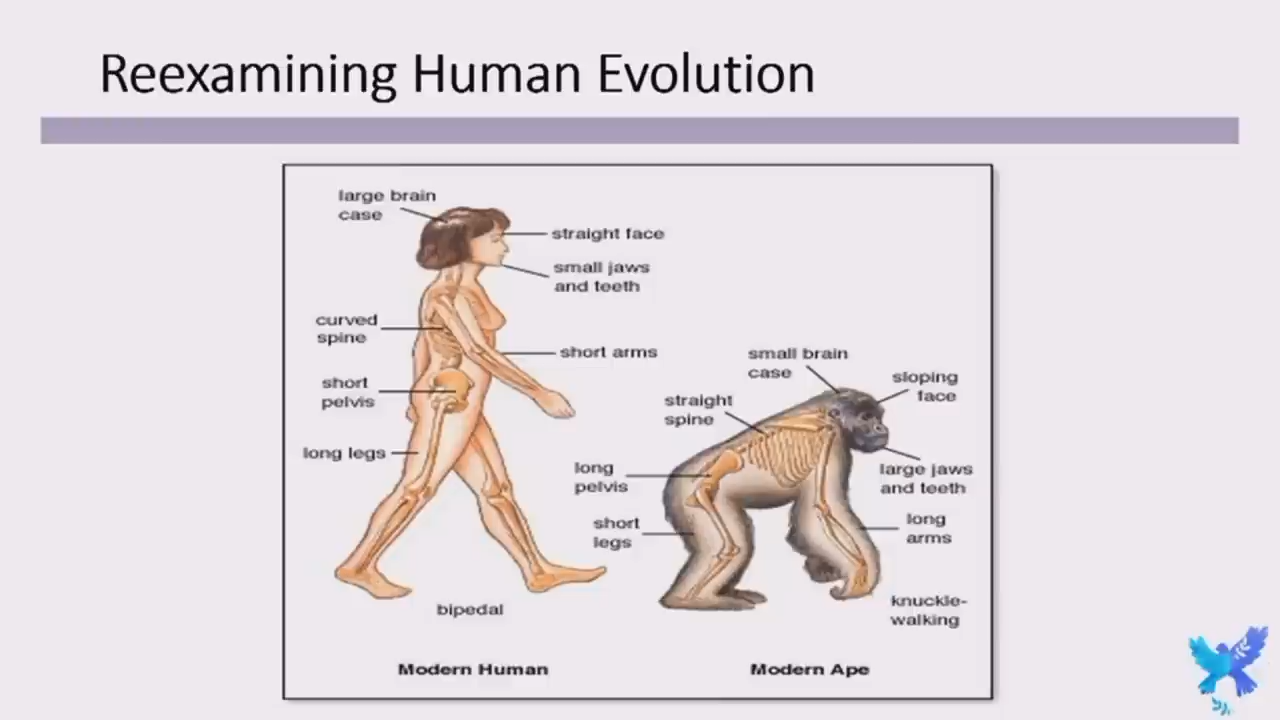 Reexamining Human Evolution
large brain
case
straight face
small jaws
and teeth
curved
spine
short arms
short
pelvis
long legs
bipedal
Modern Human
small brain
case
sloping
face
straight
spine
long
pelvis
large jaws
and teeth
short
legs
long
arms
knuckle-
walking
Modern Ape